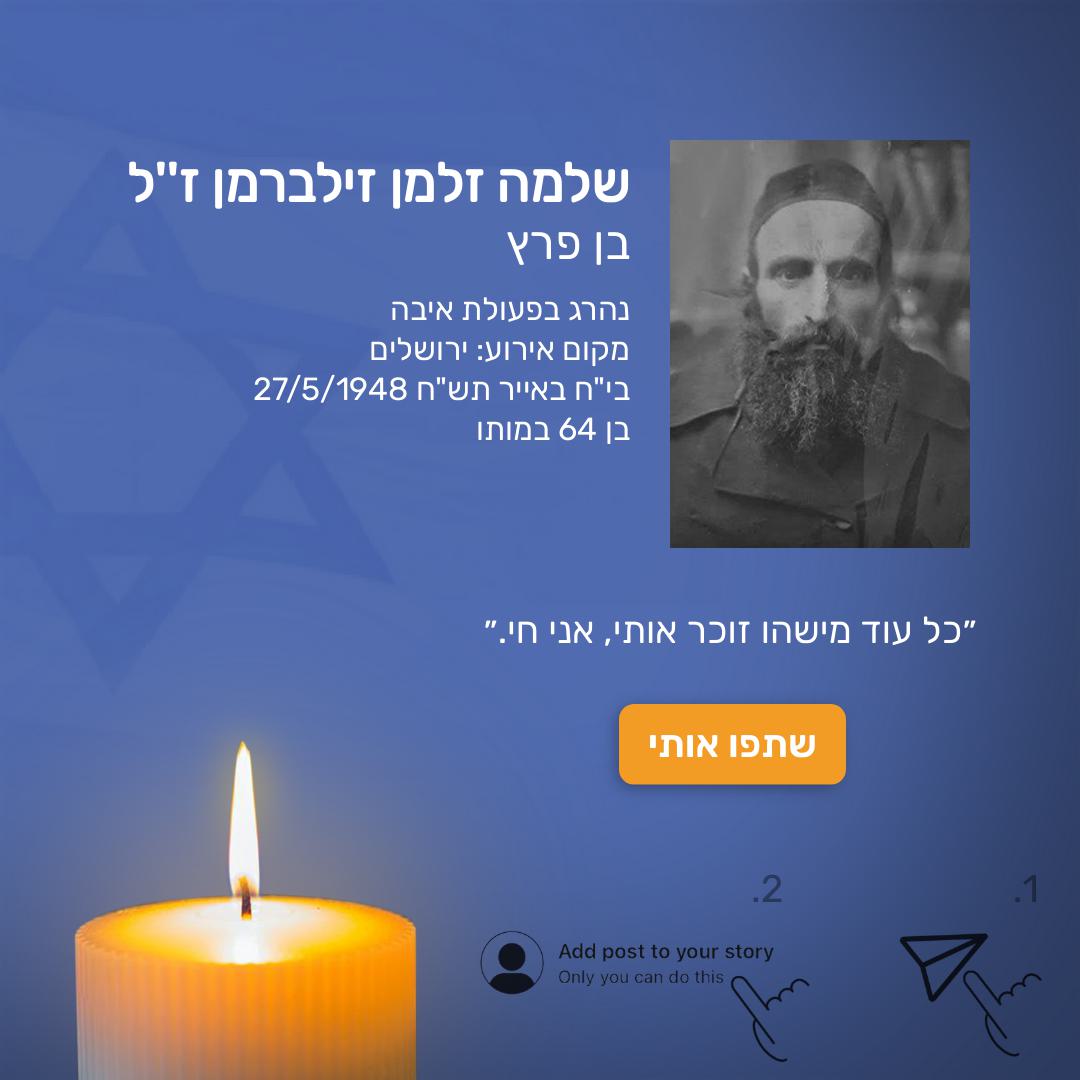 שלמה זלמן זילברמן ז''ל
בן פרץ
נהרג בפעולת איבה
מקום אירוע: ירושלים
בי"ח באייר תש"ח 27/5/1948
בן 64 במותו
״כל עוד מישהו זוכר אותי, אני חי.״
שתפו אותי
1.
2.
Add post to your story
Only you can do this